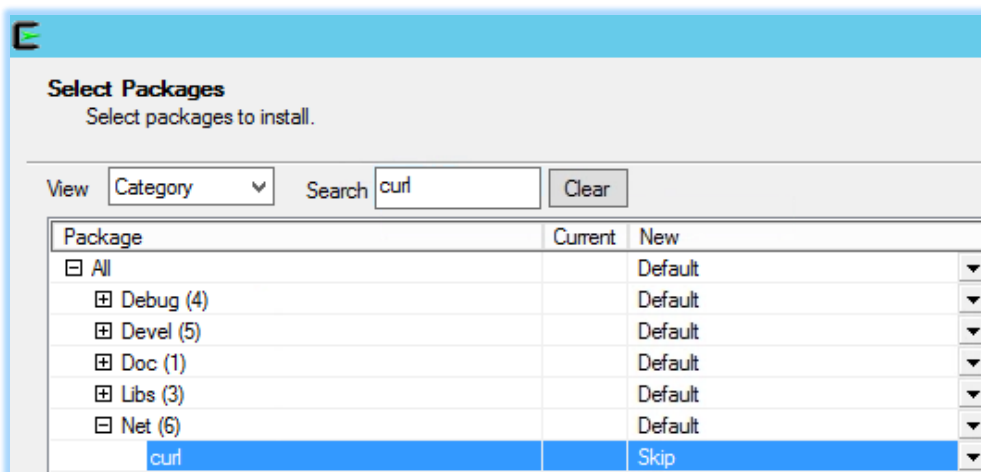 Select Packages
Select packages to install.
View Category Search curl Clear
Package Current New
All Default
Debug (4) Default
Devel (5) Default
Doc (1) Default
Libs (3) Default
Net (6) Default
curl Skip